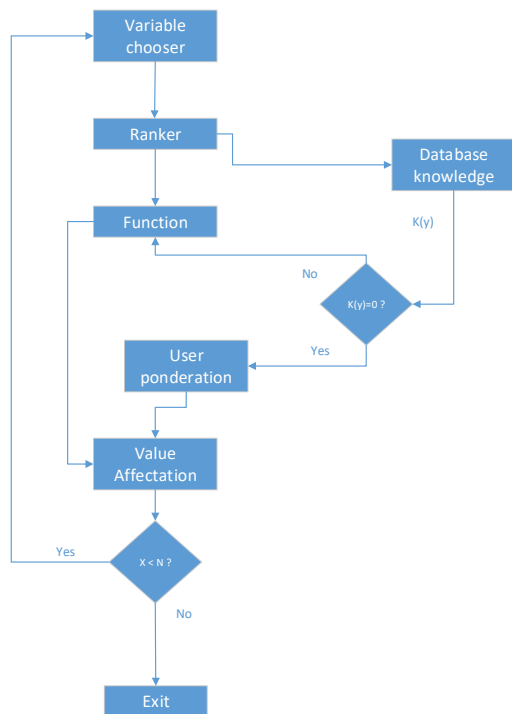 Variable
chooser
Ranker
Database
knowledge
Function
K(y)
No
K(y)=0 ?
Yes
User
ponderation
Value
Affectation
Yes
X < N ?
No
Exit